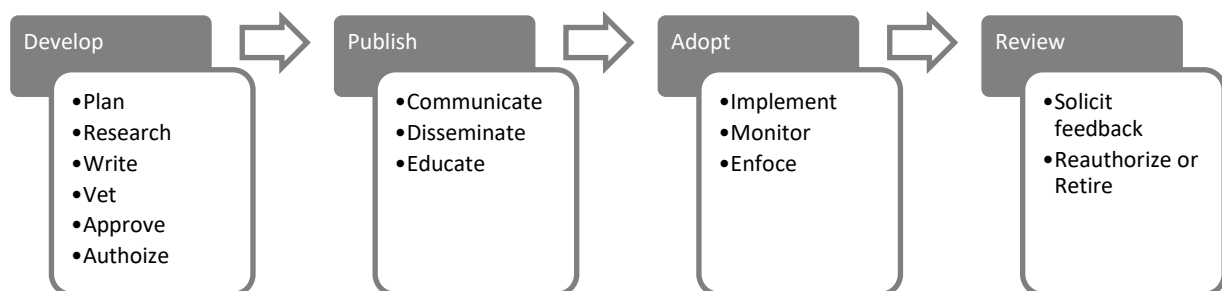 Develop
•Plan
•Research
•Write
•Vet
•Approve
•Authoize
Publish
•Communicate
•Disseminate
•Educate
Adopt
•Implement
•Monitor
•Enfoce
Review
•Solicit
feedback
•Reauthorize or
Retire